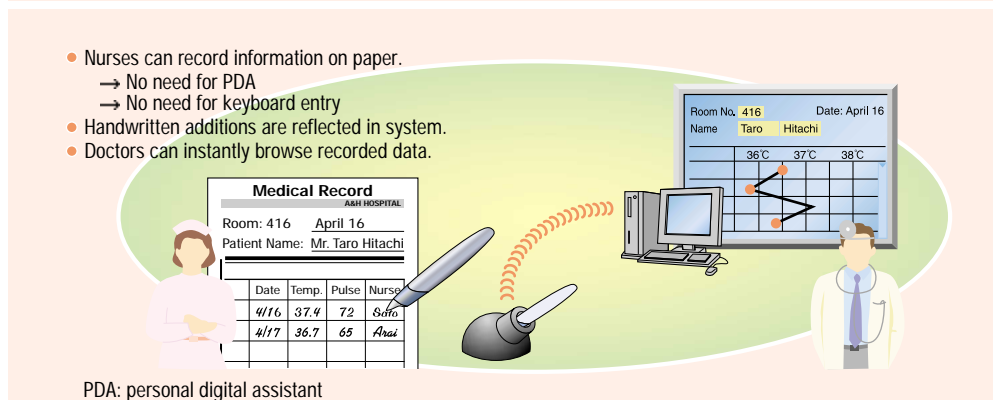 • Nurses can record information on paper.
→ No need for PDA
→ No need for keyboard entry
• Handwritten additions are reflected in system.
• Doctors can instantly browse recorded data.
Medical Record
A&H HOSPITAL
Room: 416 April 16
Patient Name: Mr. Taro Hitachi
Date Temp. Pulse Nurse
4/16 37.4 72 Sato
4/17 36.7 65 Arai
Room No. 416 Date: April 16
Name Taro Hitachi
36℃ 37℃ 38℃
PDA: personal digital assistant